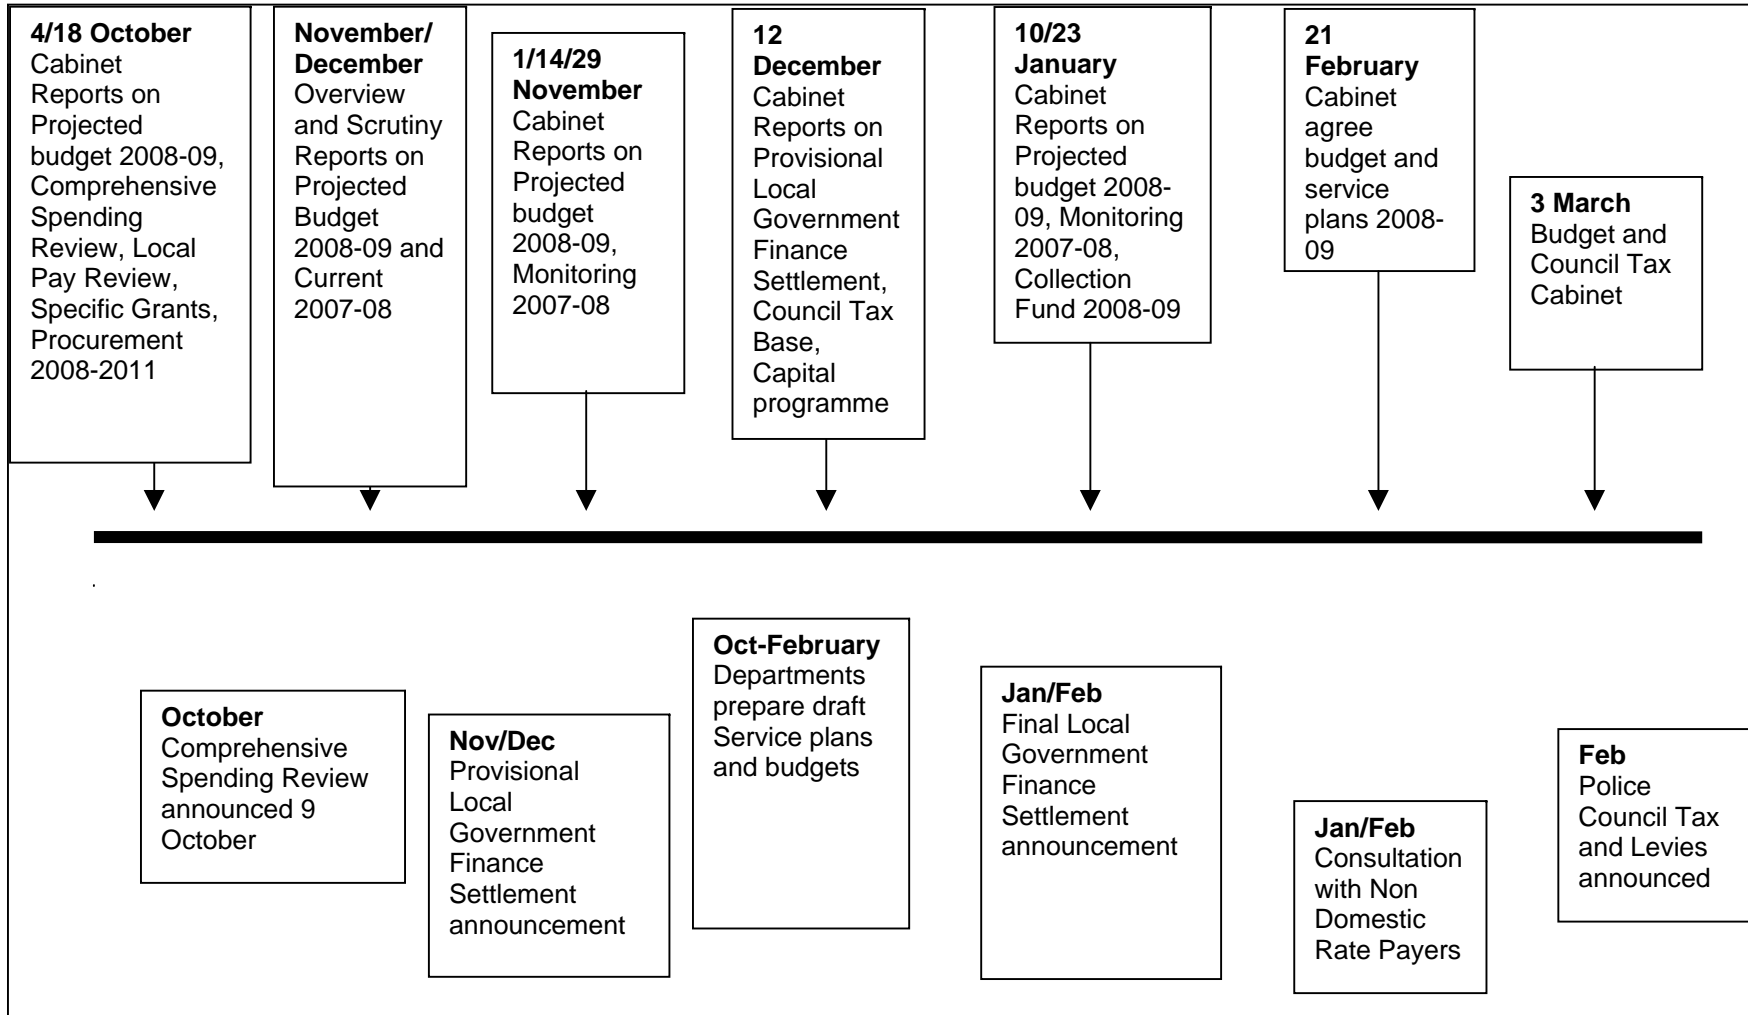 4/18 October
Cabinet
Reports on
Projected
budget 2008-09,
Comprehensive
Spending
Review, Local
Pay Review,
Specific Grants,
Procurement
2008-2011
November/
December
Overview
and Scrutiny
Reports on
Projected
Budget
2008-09 and
Current
2007-08
1/14/29
November
Cabinet
Reports on
Projected
budget
2008-09,
Monitoring
2007-08
12
December
Cabinet
Reports on
Provisional
Local
Government
Finance
Settlement,
Council Tax
Base,
Capital
programme
10/23
January
Cabinet
Reports on
Projected
budget 2008-
09, Monitoring
2007-08,
Collection
Fund 2008-09
21
February
Cabinet
agree
budget and
service
plans 2008-
09
3 March
Budget and
Council Tax
Cabinet
October
Comprehensive
Spending Review
announced 9
October
Nov/Dec
Provisional
Local
Government
Finance
Settlement
announcement
Oct-February
Departments
prepare draft
Service plans
and budgets
Jan/Feb
Final Local
Government
Finance
Settlement
announcement
Jan/Feb
Consultation
with Non
Domestic
Rate Payers
Feb
Police
Council Tax
and Levies
announced